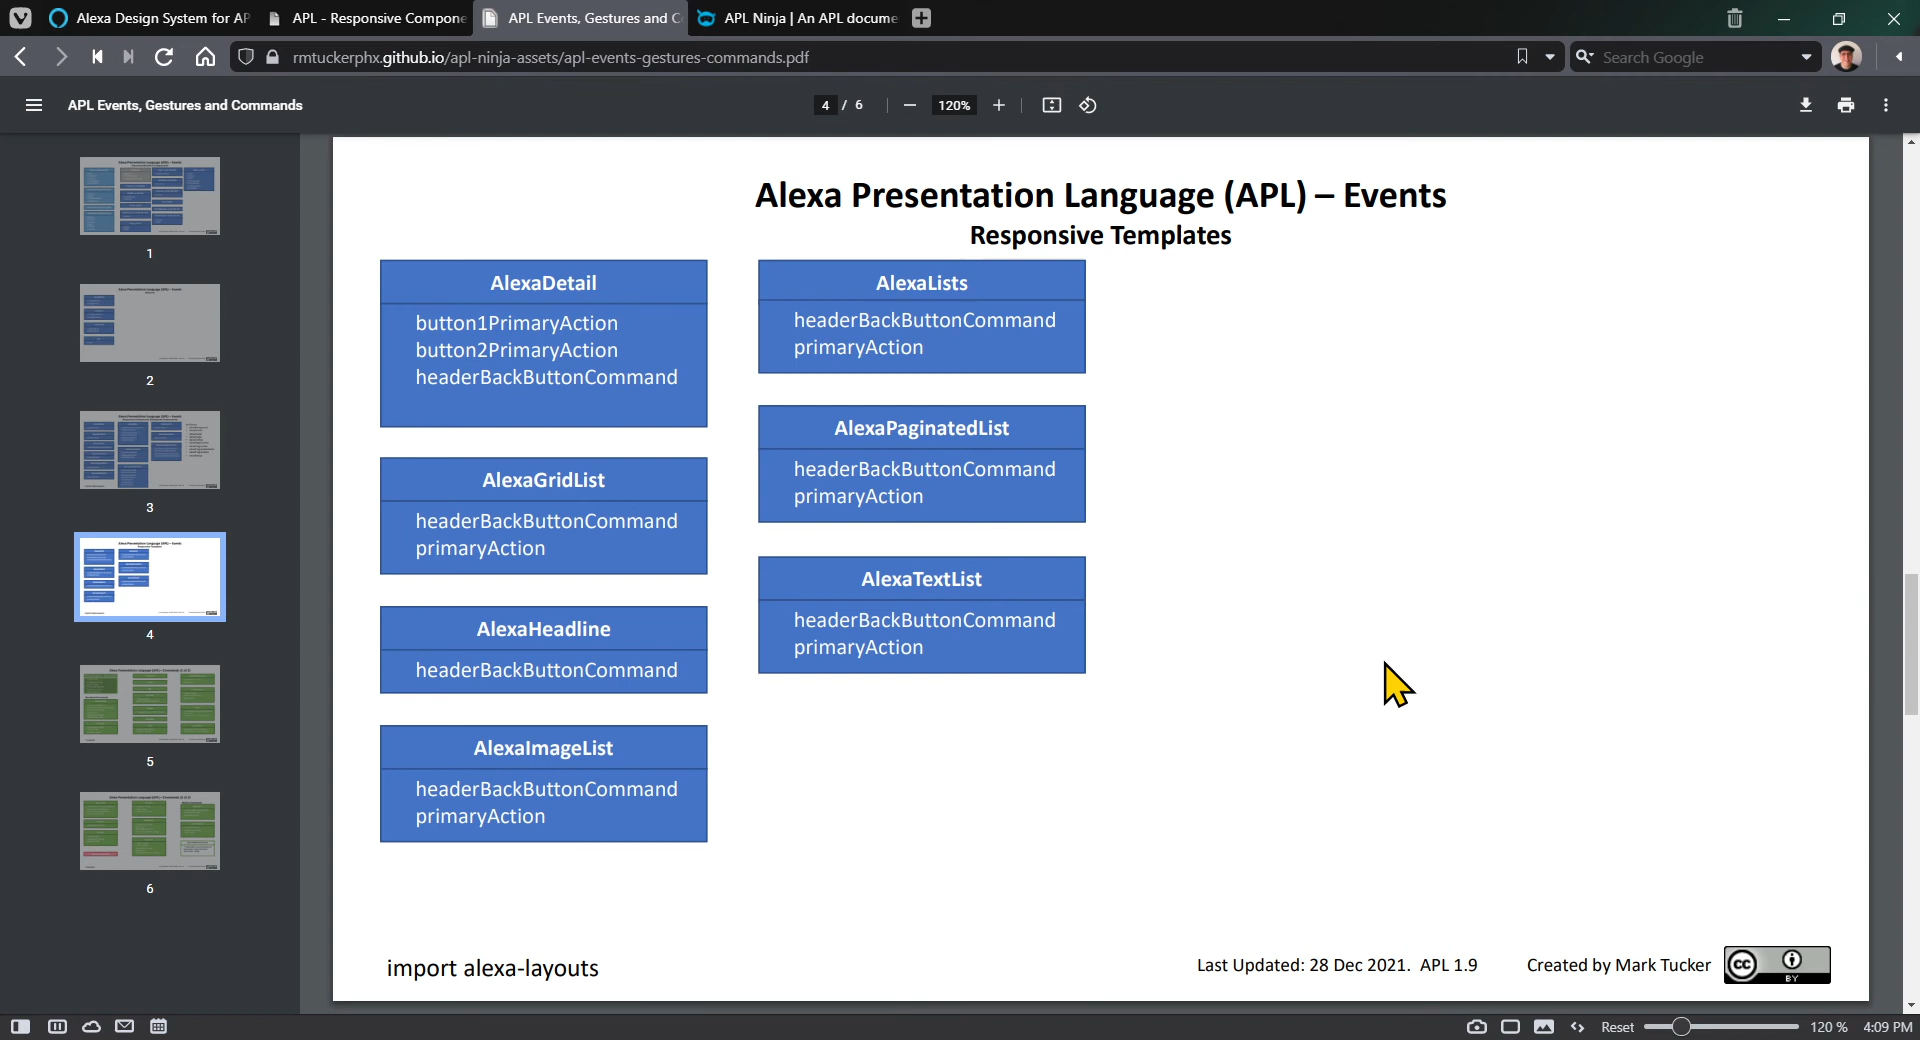 Alexa Design System for AP
APL - Responsive Compone
APL Events, Gestures and C
APL Ninja | An APL docume
rmtuckerphx.github.io/apl-ninja-assets/apl-events-gestures-commands.pdf
Search Google
APL Events, Gestures and Commands
4 / 6
120%
1
2
3
4
5
6
Alexa Presentation Language (APL) – Events
Responsive Templates
AlexaDetail
button1PrimaryAction
button2PrimaryAction
headerBackButtonCommand
AlexaGridList
headerBackButtonCommand
primaryAction
AlexaHeadline
headerBackButtonCommand
AlexaImageList
headerBackButtonCommand
primaryAction
AlexaLists
headerBackButtonCommand
primaryAction
AlexaPaginatedList
headerBackButtonCommand
primaryAction
AlexaTextList
headerBackButtonCommand
primaryAction
import alexa-layouts
Last Updated: 28 Dec 2021. APL 1.9
Created by Mark Tucker
cc
BY
Reset
120 %
4:09 PM